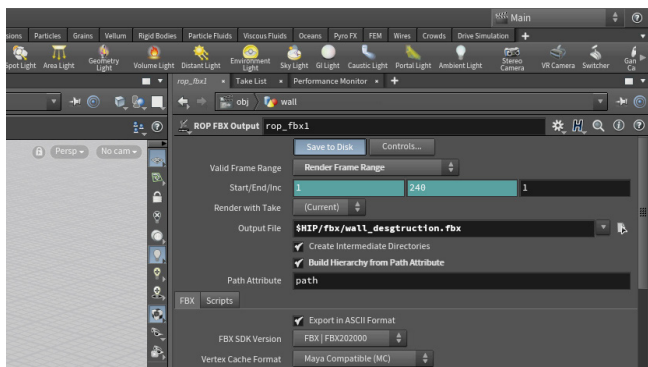 Main
sions Particles Grains Vellum Rigid Bodies Particle Fluids Viscous Fluids Oceans Pyro FX FEM Wires Crowds Drive Simulation +
Spot Light Area Light Geometry Light Volume Light Distant Light Environment Light Sky Light GI Light Caustic Light Portal Light Ambient Light Stereo Camera VR Camera Switcher Gan Ca
rop_fbx1 × Take List × Performance Monitor × +
obj wall
ROP FBX Output rop_fbx1
Persp No cam
Save to Disk Controls...
Valid Frame Range Render Frame Range
Start/End/Inc 1 240 1
Render with Take (Current)
Output File $HIP/fbx/wall_desgtruction.fbx
Create Intermediate Directories
Build Hierarchy from Path Attribute
Path Attribute path
FBX Scripts
Export in ASCII Format
FBX SDK Version FBX | FBX202000
Vertex Cache Format Maya Compatible (MC)